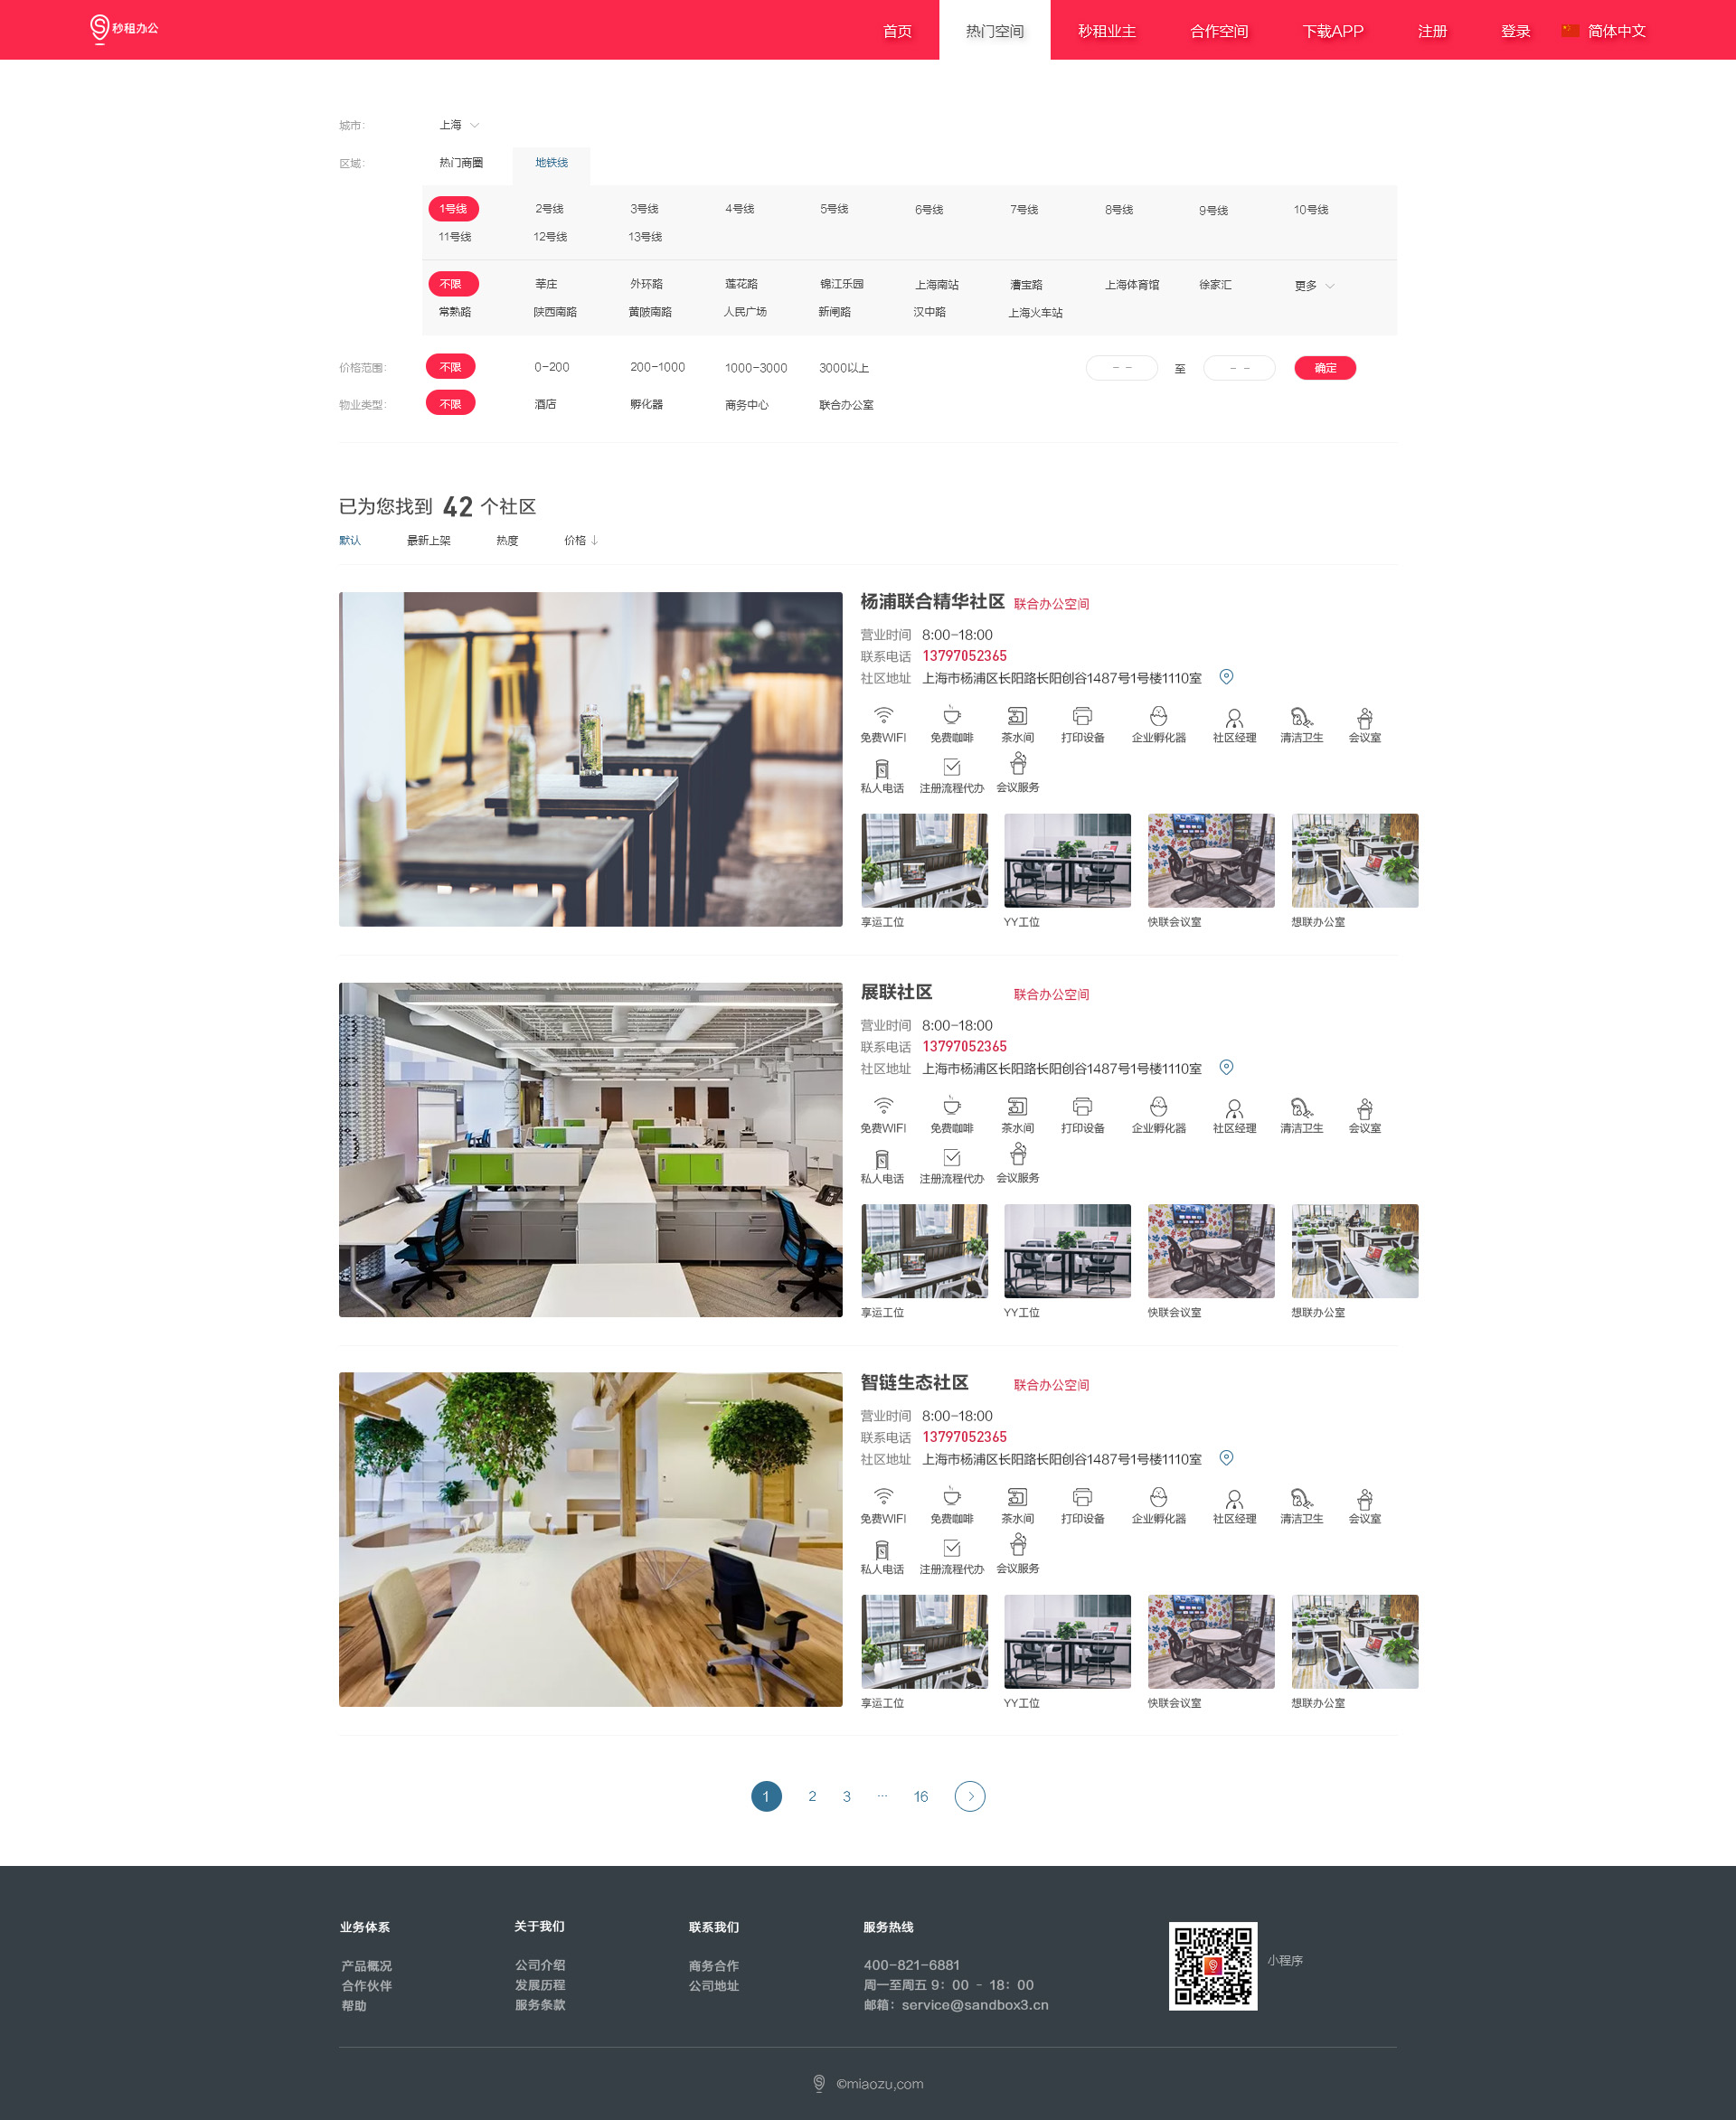 秒租办公
首页 热门空间 秒租业主 合作空间 下载APP 注册 登录 简体中文
城市: 上海
区域: 热门商圈 地铁线
1号线 2号线 3号线 4号线 5号线 6号线 7号线 8号线 9号线 10号线
11号线 12号线 13号线
不限 莘庄 外环路 莲花路 锦江乐园 上海南站 漕宝路 上海体育馆 徐家汇 更多
常熟路 陕西南路 黄陂南路 人民广场 新闸路 汉中路 上海火车站
价格范围: 不限 0-200 200-1000 1000-3000 3000以上 - - 至 - - 确定
物业类型: 不限 酒店 孵化器 商务中心 联合办公室
已为您找到 42 个社区
默认 最新上架 热度 价格
杨浦联合精华社区 联合办公空间
营业时间 8:00-18:00
联系电话 13797052365
社区地址 上海市杨浦区长阳路长阳创谷1487号1号楼1110室
免费WIFI 免费咖啡 茶水间 打印设备 企业孵化器 社区经理 清洁卫生 会议室
私人电话 注册流程代办 会议服务
享运工位 YY工位 快联会议室 想联办公室
展联社区 联合办公空间
营业时间 8:00-18:00
联系电话 13797052365
社区地址 上海市杨浦区长阳路长阳创谷1487号1号楼1110室
免费WIFI 免费咖啡 茶水间 打印设备 企业孵化器 社区经理 清洁卫生 会议室
私人电话 注册流程代办 会议服务
享运工位 YY工位 快联会议室 想联办公室
智链生态社区 联合办公空间
营业时间 8:00-18:00
联系电话 13797052365
社区地址 上海市杨浦区长阳路长阳创谷1487号1号楼1110室
免费WIFI 免费咖啡 茶水间 打印设备 企业孵化器 社区经理 清洁卫生 会议室
私人电话 注册流程代办 会议服务
享运工位 YY工位 快联会议室 想联办公室
1 2 3 ... 16
业务体系 关于我们 联系我们 服务热线
产品概况 公司介绍 商务合作 400-821-6881 小程序
合作伙伴 发展历程 公司地址 周一至周五 9：00 - 18：00
帮助 服务条款 邮箱：service@sandbox3.cn
©miaozu,com